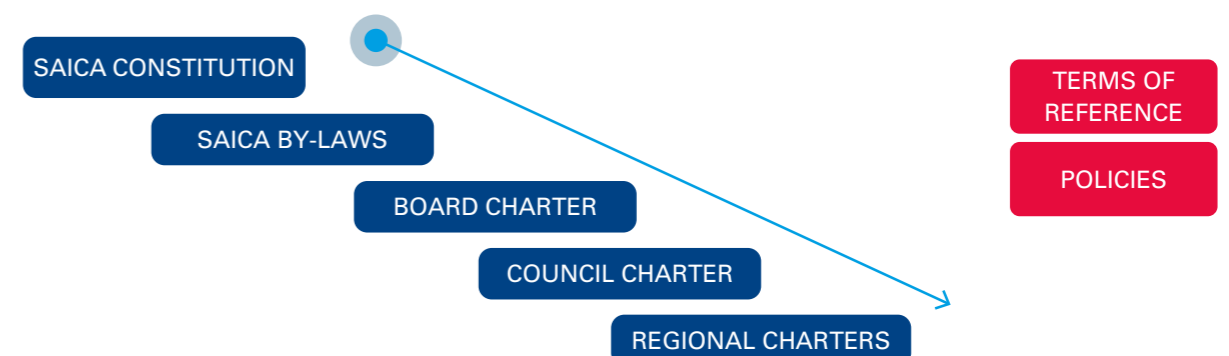 SAICA CONSTITUTION
SAICA BY-LAWS
BOARD CHARTER
COUNCIL CHARTER
REGIONAL CHARTERS
TERMS OF
REFERENCE
POLICIES